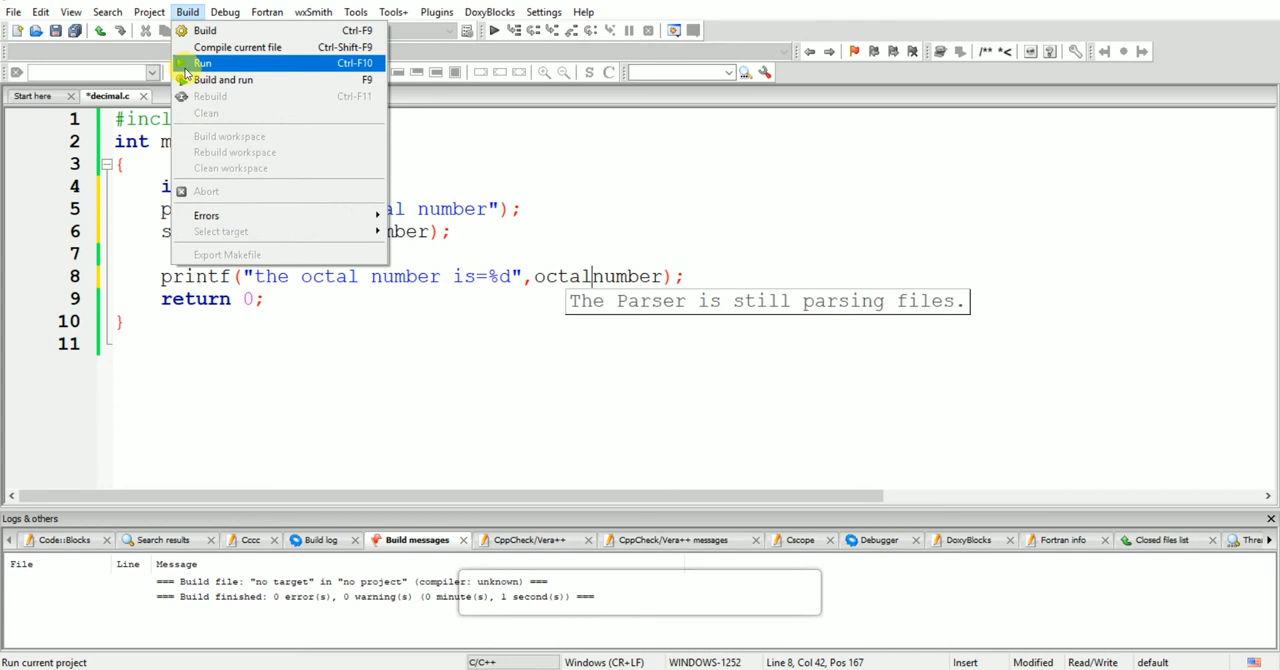 File Edit View Search Project Build Debug Fortran wxSmith Tools Tools+ Plugins DoxyBlocks Settings Help
Build Ctrl-F9
Compile current file Ctrl-Shift-F9
Run Ctrl-F10
Build and run F9
Rebuild Ctrl-F11
Clean
Build workspace
Rebuild workspace
Clean workspace
Abort
Errors
Select target
Export Makefile
/** *<
S C
Start here *decimal.c
1 #incl
2 int m
3 {
4 i
5 p al number");
6 s mber);
7
8 printf("the octal number is=%d",octalnumber);
The Parser is still parsing files.
9 return 0;
10 }
11
Logs & others
Code::Blocks Search results Cccc Build log Build messages CppCheck/Vera++ CppCheck/Vera++ messages Cscope Debugger DoxyBlocks Fortran info Closed files list Threa
File Line Message
=== Build file: "no target" in "no project" (compiler: unknown) ===
=== Build finished: 0 error(s), 0 warning(s) (0 minute(s), 1 second(s)) ===
Run current project C/C++ Windows (CR+LF) WINDOWS-1252 Line 8, Col 42, Pos 167 Insert Modified Read/Write default